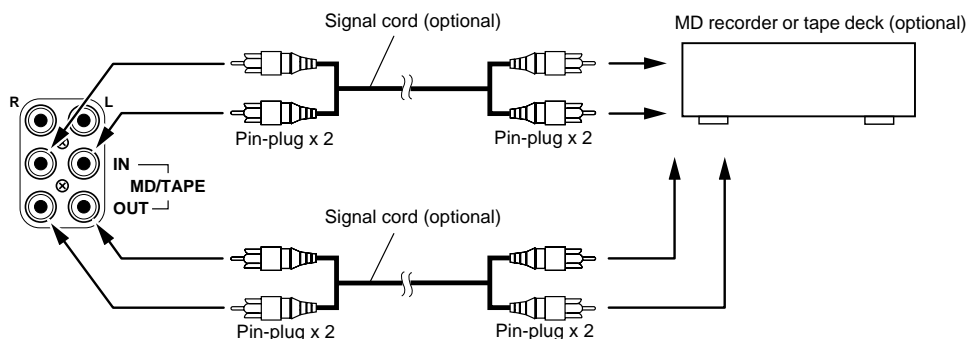 Signal cord (optional)
MD recorder or tape deck (optional)
R
L
Pin-plug x 2
Pin-plug x 2
IN
MD/TAPE
OUT
Signal cord (optional)
Pin-plug x 2
Pin-plug x 2